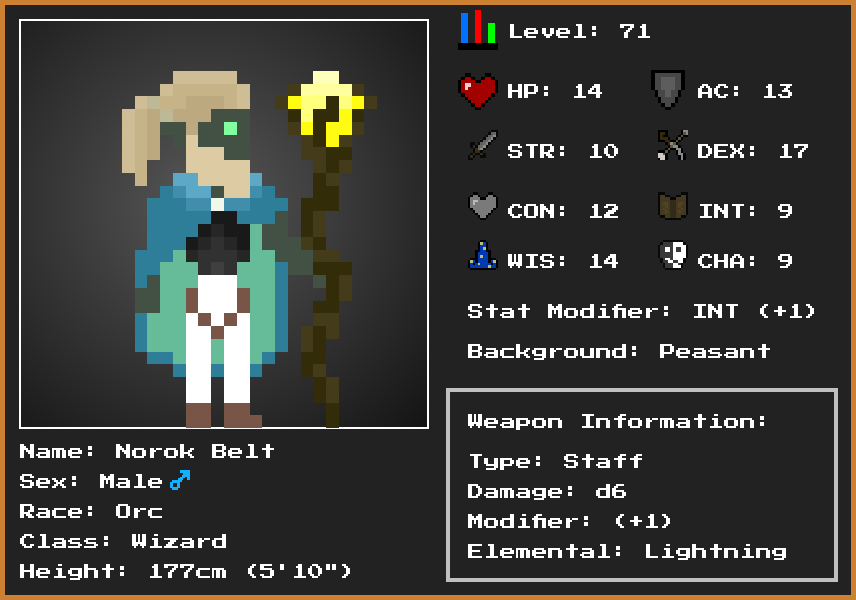 Level: 71
HP: 14 AC: 13
STR: 10 DEX: 17
CON: 12 INT: 9
WIS: 14 CHA: 9
Stat Modifier: INT (+1)
Background: Peasant
Weapon Information:
Type: Staff
Damage: d6
Modifier: (+1)
Elemental: Lightning
Name: Norok Belt
Sex: Male ♂
Race: Orc
Class: Wizard
Height: 177cm (5'10")